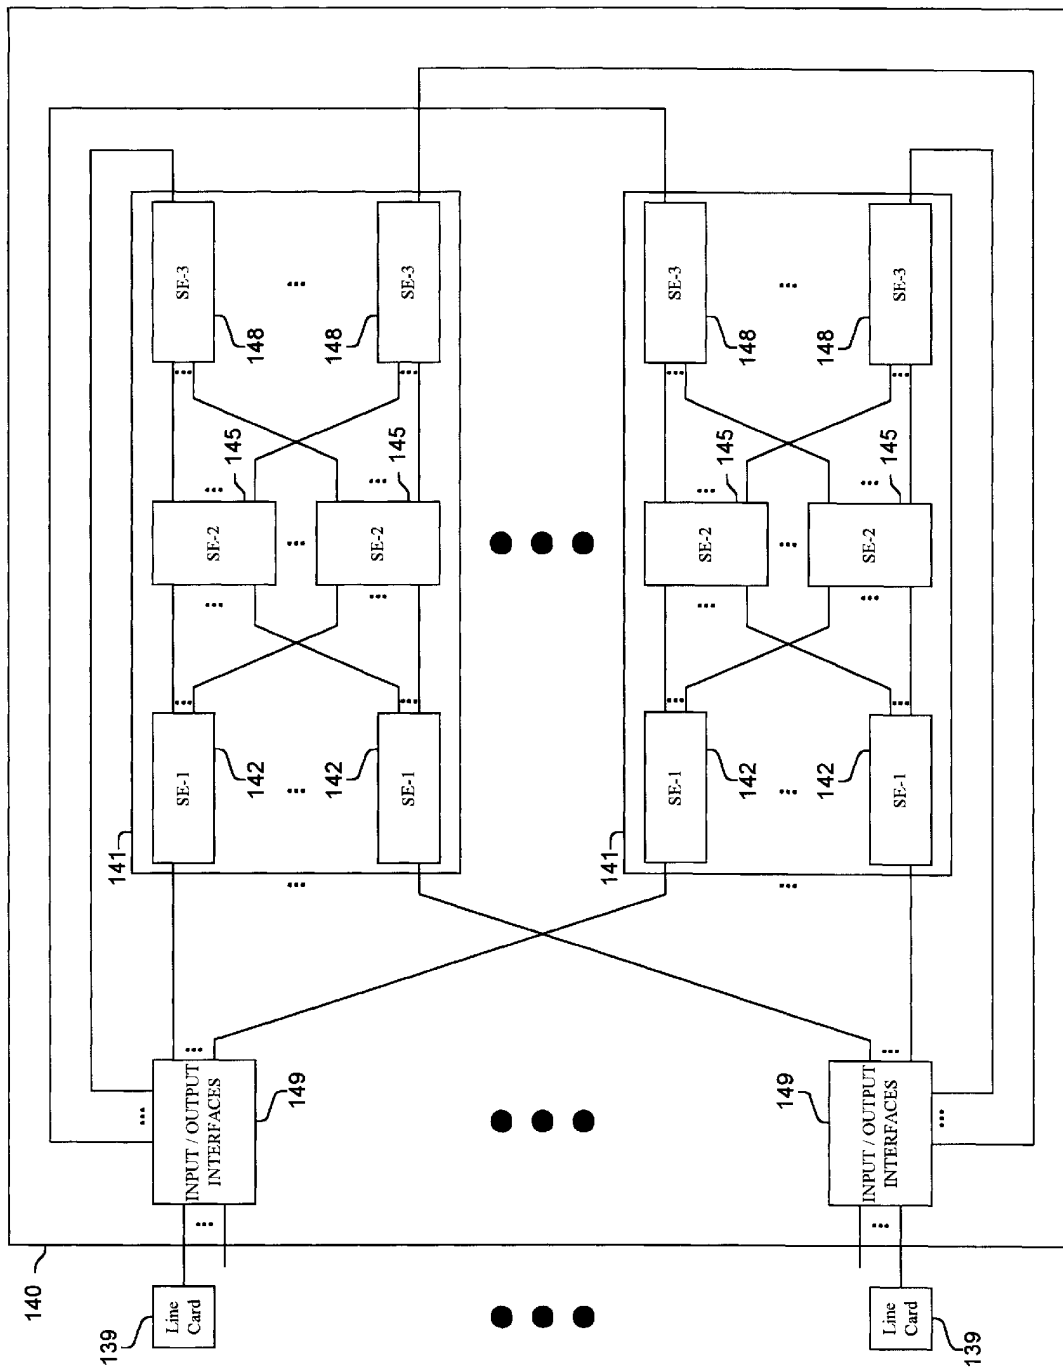 140
139
Line
Card
INPUT / OUTPUT
INTERFACES
149
141
SE-1
142
142
SE-1
SE-2
145
SE-2
145
SE-3
148
148
SE-3
141
SE-1
142
142
SE-1
SE-2
145
SE-2
145
SE-3
148
148
SE-3
149
INPUT / OUTPUT
INTERFACES
Line
Card
139